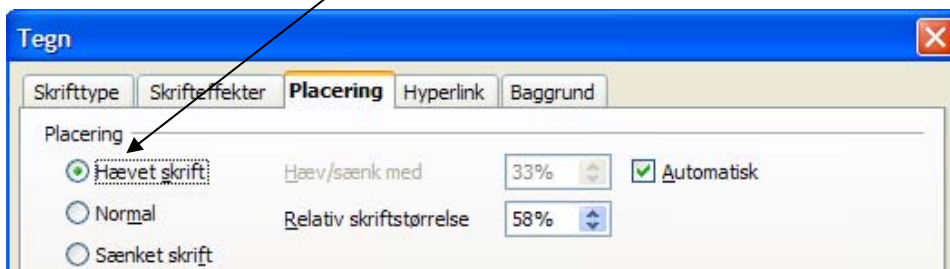 Tegn
Skrifttype Skrifteffekter Placering Hyperlink Baggrund
Placering
Hævet skrift Hæv/sænk med 33% Automatisk
Normal Relativ skriftstørrelse 58%
Sænket skrift